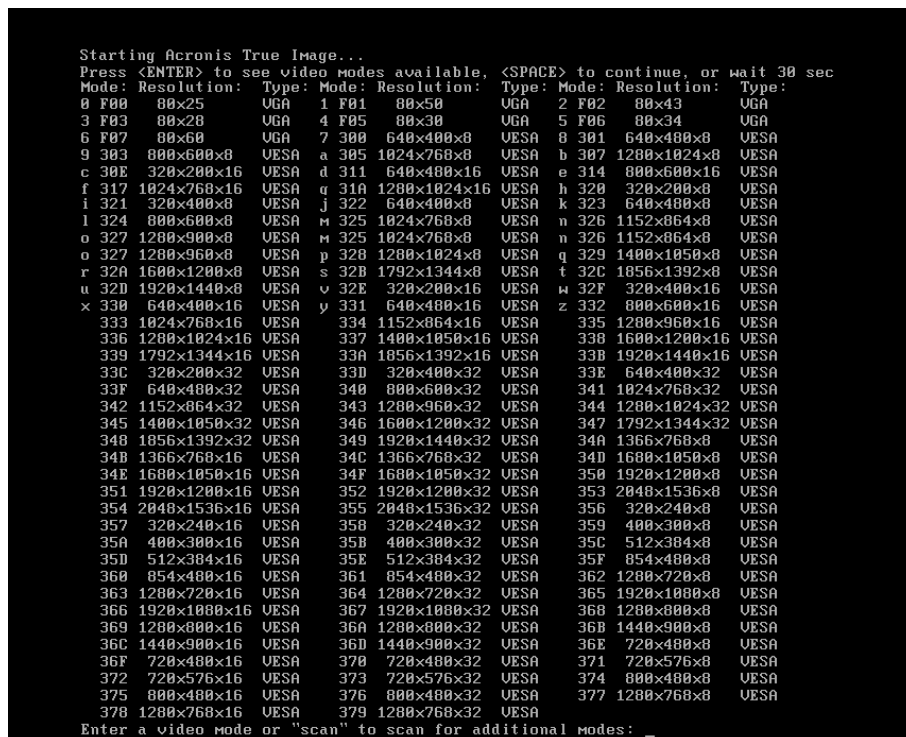 Starting Acronis True Image...
Press <ENTER> to see video modes available, <SPACE> to continue, or wait 30 sec
Mode: Resolution: Type: Mode: Resolution: Type: Mode: Resolution: Type:
0 F00 80x25 VGA 1 F01 80x50 VGA 2 F02 80x43 VGA
3 F03 80x28 VGA 4 F05 80x30 VGA 5 F06 80x34 VGA
6 F07 80x60 VGA 7 300 640x400x8 VESA 8 301 640x480x8 VESA
9 303 800x600x8 VESA a 305 1024x768x8 VESA b 307 1280x1024x8 VESA
c 30E 320x200x16 VESA d 311 640x480x16 VESA e 314 800x600x16 VESA
f 317 1024x768x16 VESA g 31A 1280x1024x16 VESA h 320 320x200x8 VESA
i 321 320x400x8 VESA j 322 640x400x8 VESA k 323 640x480x8 VESA
l 324 800x600x8 VESA m 325 1024x768x8 VESA n 326 1152x864x8 VESA
o 327 1280x900x8 VESA m 325 1024x768x8 VESA n 326 1152x864x8 VESA
o 327 1280x960x8 VESA p 328 1280x1024x8 VESA q 329 1400x1050x8 VESA
r 32A 1600x1200x8 VESA s 32B 1792x1344x8 VESA t 32C 1856x1392x8 VESA
u 32D 1920x1440x8 VESA v 32E 320x200x16 VESA w 32F 320x400x16 VESA
x 330 640x400x16 VESA y 331 640x480x16 VESA z 332 800x600x16 VESA
333 1024x768x16 VESA 334 1152x864x16 VESA 335 1280x960x16 VESA
336 1280x1024x16 VESA 337 1400x1050x16 VESA 338 1600x1200x16 VESA
339 1792x1344x16 VESA 33A 1856x1392x16 VESA 33B 1920x1440x16 VESA
33C 320x200x32 VESA 33D 320x400x32 VESA 33E 640x400x32 VESA
33F 640x480x32 VESA 340 800x600x32 VESA 341 1024x768x32 VESA
342 1152x864x32 VESA 343 1280x960x32 VESA 344 1280x1024x32 VESA
345 1400x1050x32 VESA 346 1600x1200x32 VESA 347 1792x1344x32 VESA
348 1856x1392x32 VESA 349 1920x1440x32 VESA 34A 1366x768x8 VESA
34B 1366x768x16 VESA 34C 1366x768x32 VESA 34D 1680x1050x8 VESA
34E 1680x1050x16 VESA 34F 1680x1050x32 VESA 350 1920x1200x8 VESA
351 1920x1200x16 VESA 352 1920x1200x32 VESA 353 2048x1536x8 VESA
354 2048x1536x16 VESA 355 2048x1536x32 VESA 356 320x240x8 VESA
357 320x240x16 VESA 358 320x240x32 VESA 359 400x300x8 VESA
35A 400x300x16 VESA 35B 400x300x32 VESA 35C 512x384x8 VESA
35D 512x384x16 VESA 35E 512x384x32 VESA 35F 854x480x8 VESA
360 854x480x16 VESA 361 854x480x32 VESA 362 1280x720x8 VESA
363 1280x720x16 VESA 364 1280x720x32 VESA 365 1920x1080x8 VESA
366 1920x1080x16 VESA 367 1920x1080x32 VESA 368 1280x800x8 VESA
369 1280x800x16 VESA 36A 1280x800x32 VESA 36B 1440x900x8 VESA
36C 1440x900x16 VESA 36D 1440x900x32 VESA 36E 720x480x8 VESA
36F 720x480x16 VESA 370 720x480x32 VESA 371 720x576x8 VESA
372 720x576x16 VESA 373 720x576x32 VESA 374 800x480x8 VESA
375 800x480x16 VESA 376 800x480x32 VESA 377 1280x768x8 VESA
378 1280x768x16 VESA 379 1280x768x32 VESA
Enter a video mode or "scan" to scan for additional modes: _